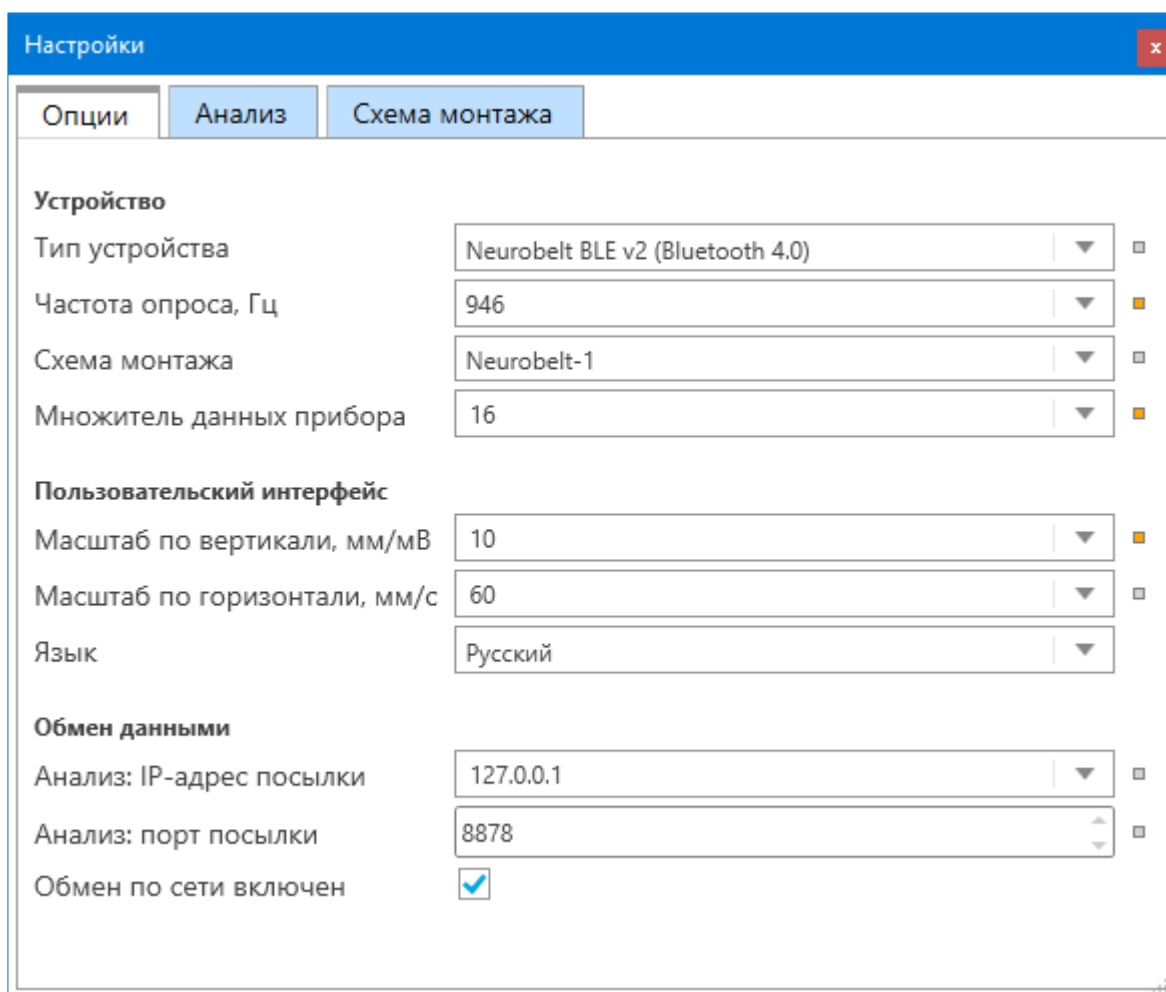 Настройки
x
Опции Анализ Схема монтажа
Устройство
Тип устройства Neurobelt BLE v2 (Bluetooth 4.0)
Частота опроса, Гц 946
Схема монтажа Neurobelt-1
Множитель данных прибора 16
Пользовательский интерфейс
Масштаб по вертикали, мм/мВ 10
Масштаб по горизонтали, мм/с 60
Язык Русский
Обмен данными
Анализ: IP-адрес посылки 127.0.0.1
Анализ: порт посылки 8878
Обмен по сети включен